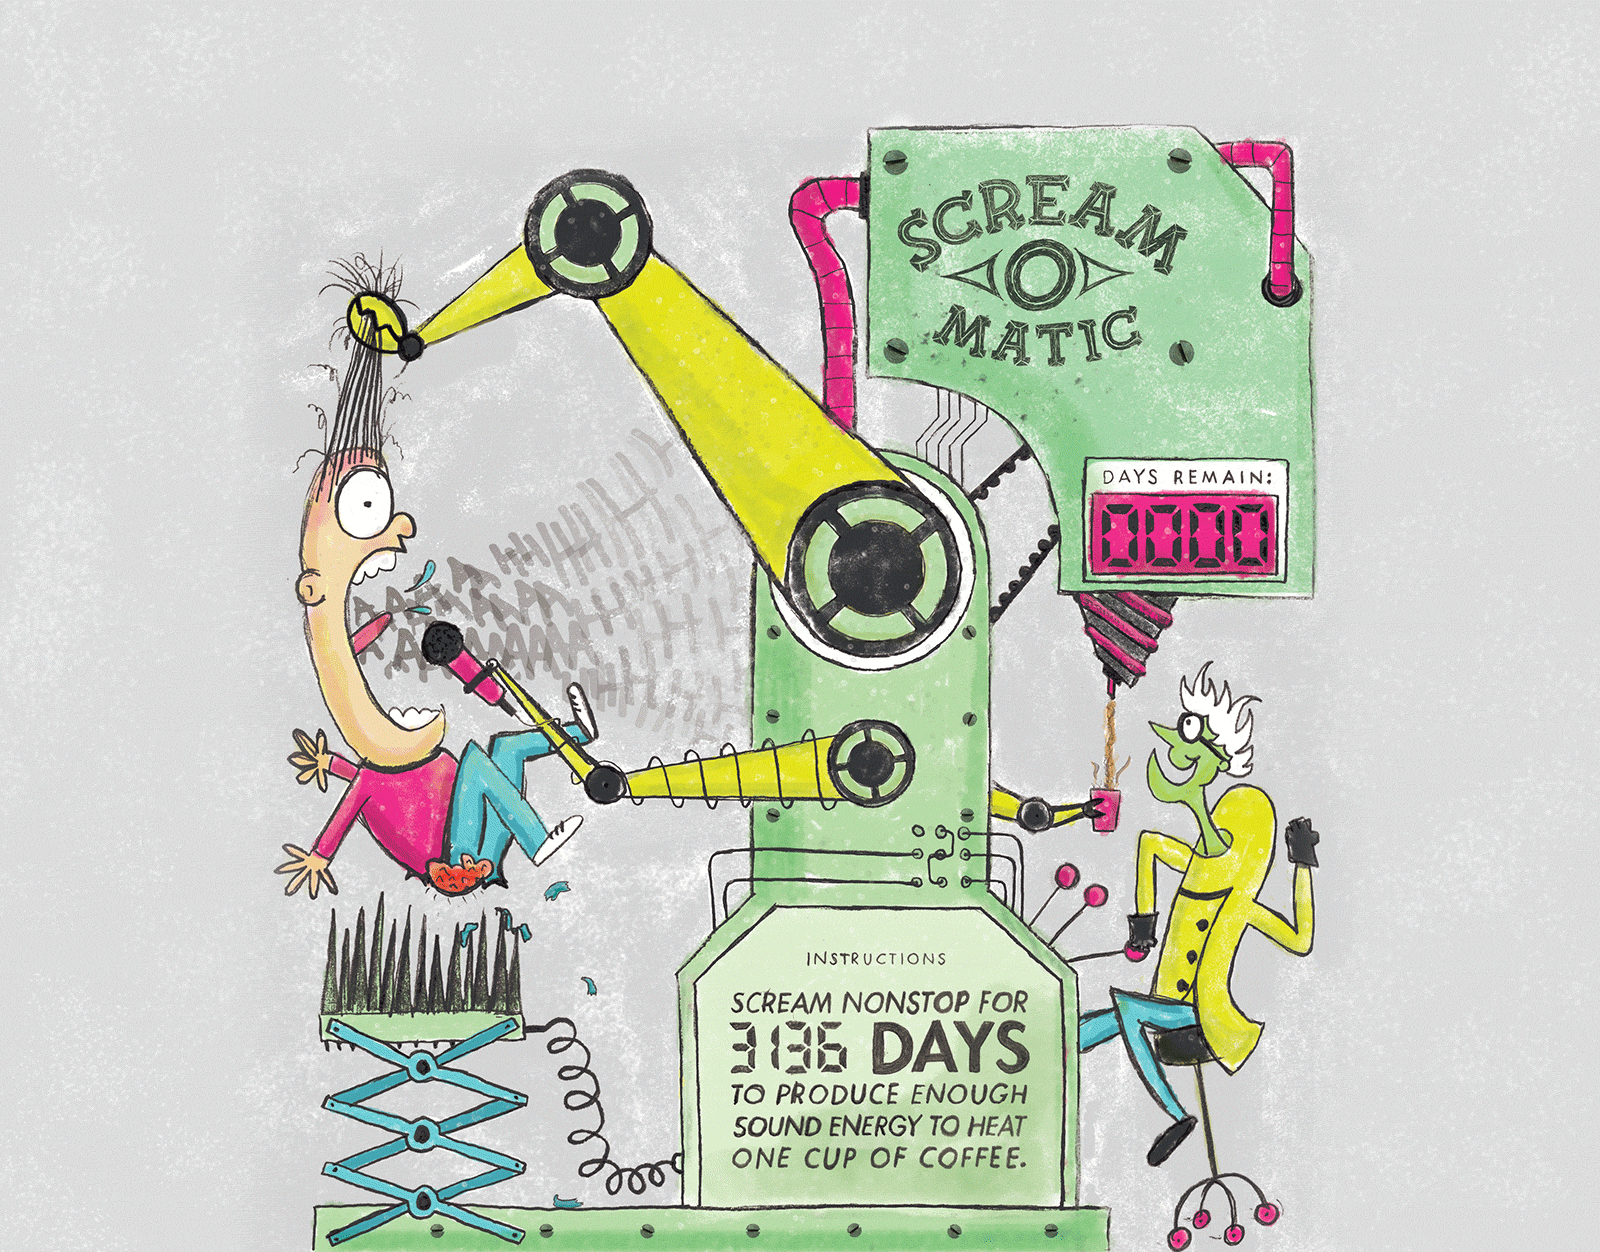 SCREAM
O
MATIC
DAYS REMAIN:
0000
INSTRUCTIONS
SCREAM NONSTOP FOR
3136 DAYS
TO PRODUCE ENOUGH
SOUND ENERGY TO HEAT
ONE CUP OF COFFEE.